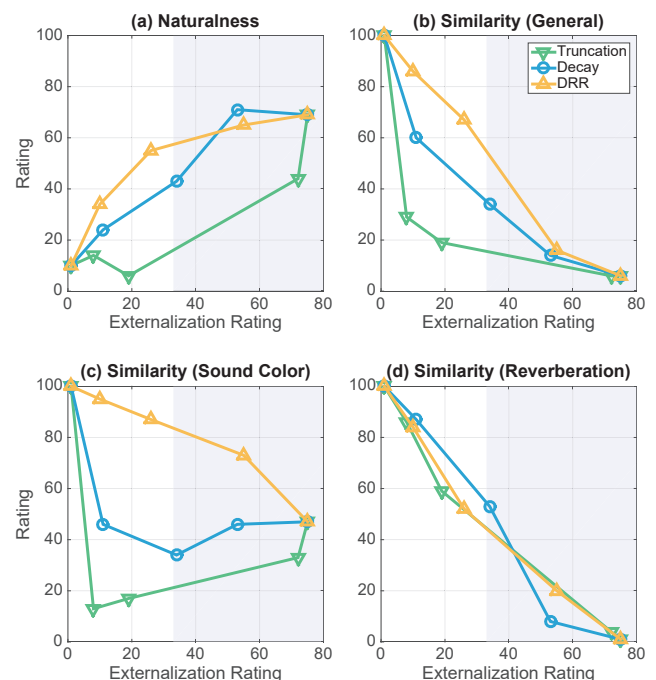 (a) Naturalness
100
80
60
40
20
0
0 20 40 60 80
Rating
Externalization Rating
(b) Similarity (General)
Truncation
Decay
DRR
100
80
60
40
20
0
0 20 40 60 80
Externalization Rating
(c) Similarity (Sound Color)
100
80
60
40
20
0
0 20 40 60 80
Rating
Externalization Rating
(d) Similarity (Reverberation)
100
80
60
40
20
0
0 20 40 60 80
Externalization Rating